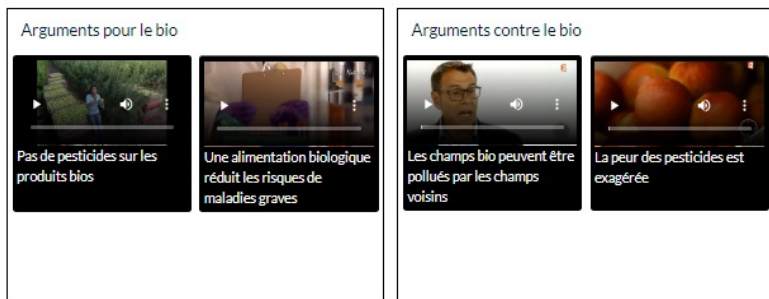 Arguments pour le bio
Pas de pesticides sur les
produits bios
Une alimentation biologique
réduit les risques de
maladies graves
Arguments contre le bio
Les champs bio peuvent être
pollués par les champs
voisins
La peur des pesticides est
exagérée